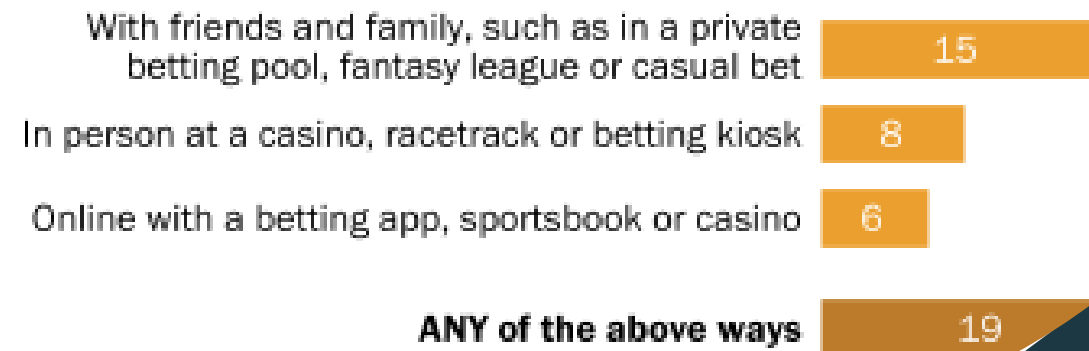 With friends and family, such as in a private
betting pool, fantasy league or casual bet
15
In person at a casino, racetrack or betting kiosk
8
Online with a betting app, sportsbook or casino
6
ANY of the above ways
19